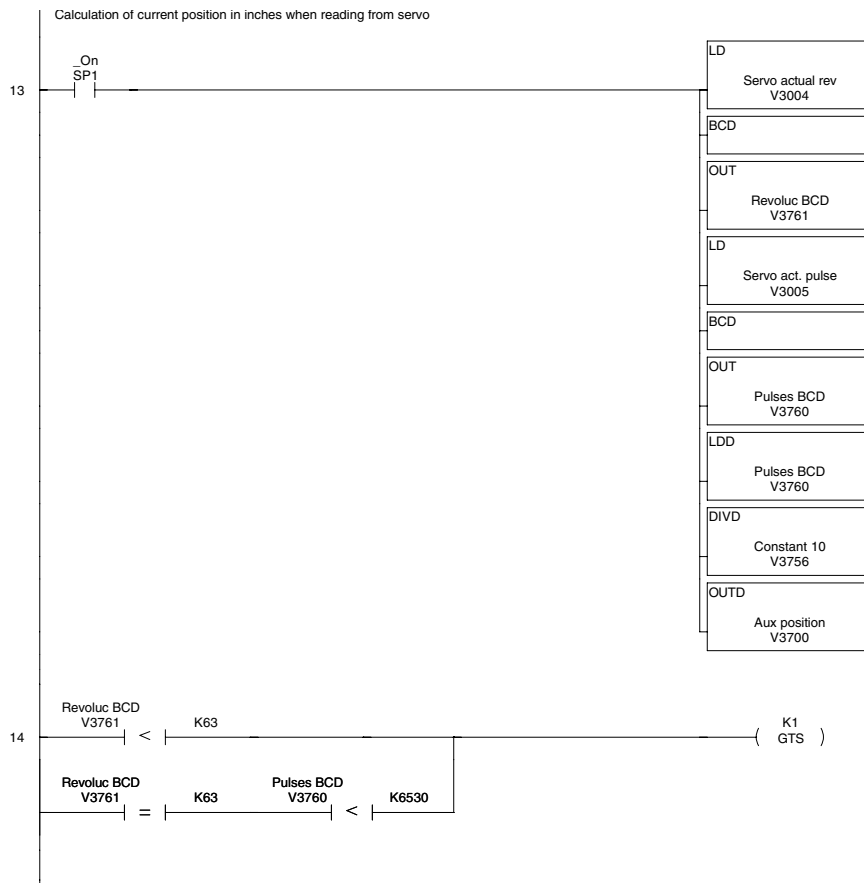 Calculation of current position in inches when reading from servo
_On
SP1
13
LD
Servo actual rev
V3004
BCD
OUT
Revoluc BCD
V3761
LD
Servo act. pulse
V3005
BCD
OUT
Pulses BCD
V3760
LDD
Pulses BCD
V3760
DIVD
Constant 10
V3756
OUTD
Aux position
V3700
Revoluc BCD
V3761 < K63
14
K1
GTS
Revoluc BCD Pulses BCD
V3761 = K63 V3760 < K6530